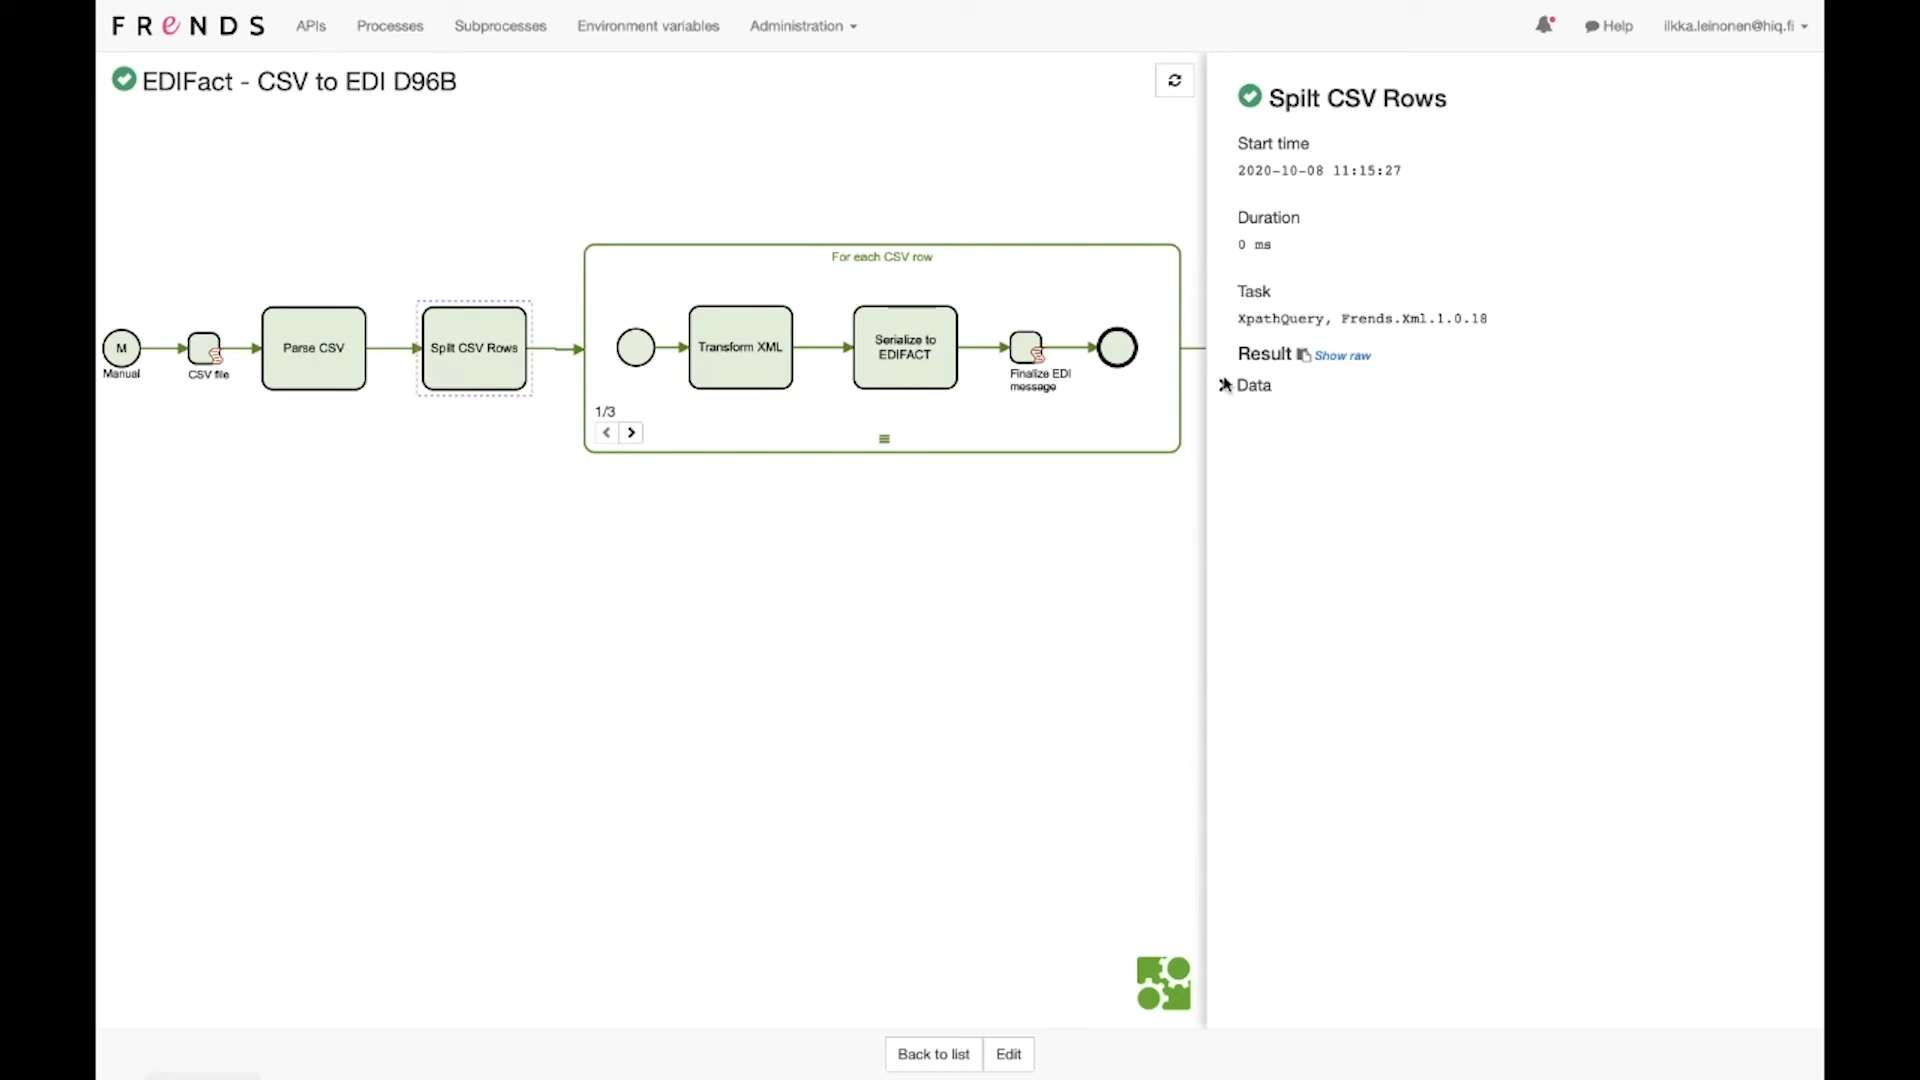 FRENDS
APIs
Processes
Subprocesses
Environment variables
Administration
Help
ilkka.leinonen@hiq.fi
EDIFact - CSV to EDI D96B
Spilt CSV Rows
Start time
2020-10-08 11:15:27
Duration
0 ms
Task
XpathQuery, Frends.Xml.1.0.18
Result Show raw
Data
For each CSV row
M
Manual
CSV file
Parse CSV
Spilt CSV Rows
Transform XML
Serialize to
EDIFACT
Finalize EDI
message
1/3
Back to list
Edit